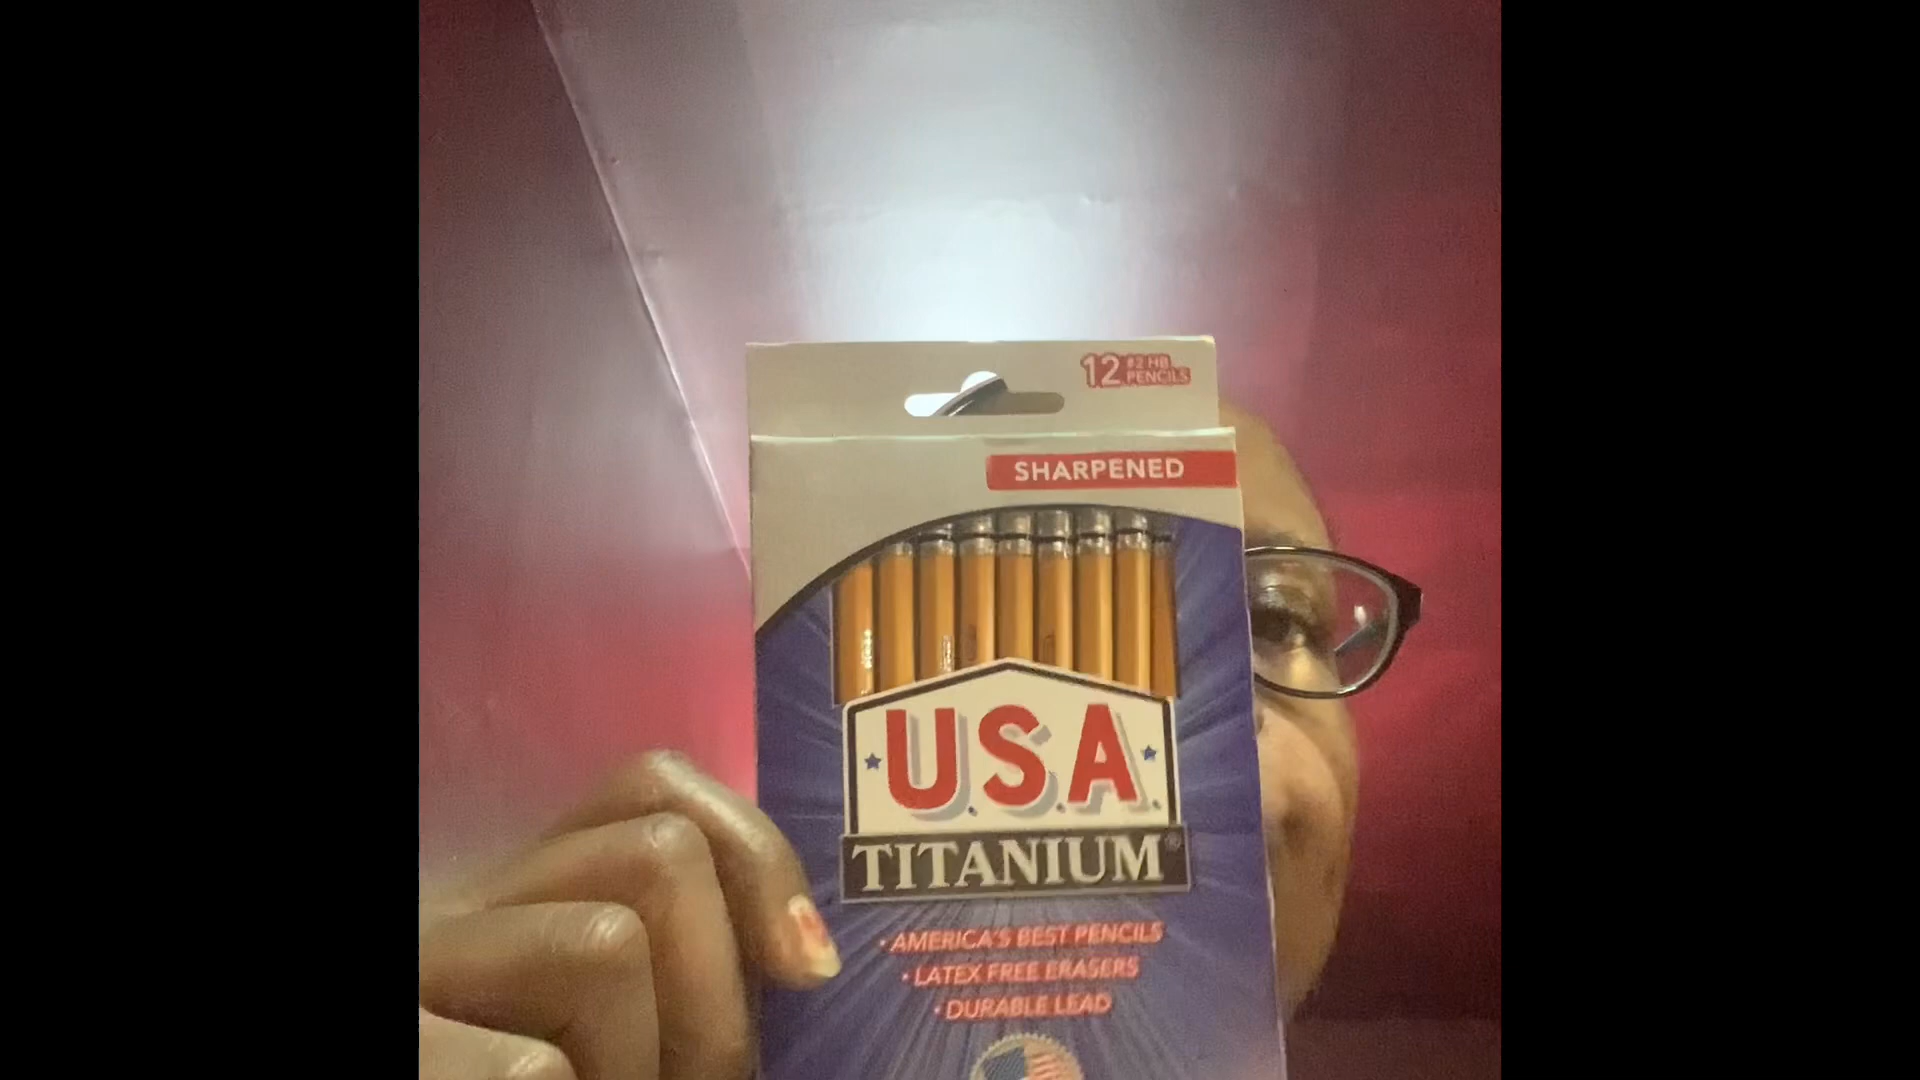 12 #2 HB
PENCILS
SHARPENED
U.S.A.
TITANIUM®
• AMERICA'S BEST PENCILS
• LATEX FREE ERASERS
• DURABLE LEAD